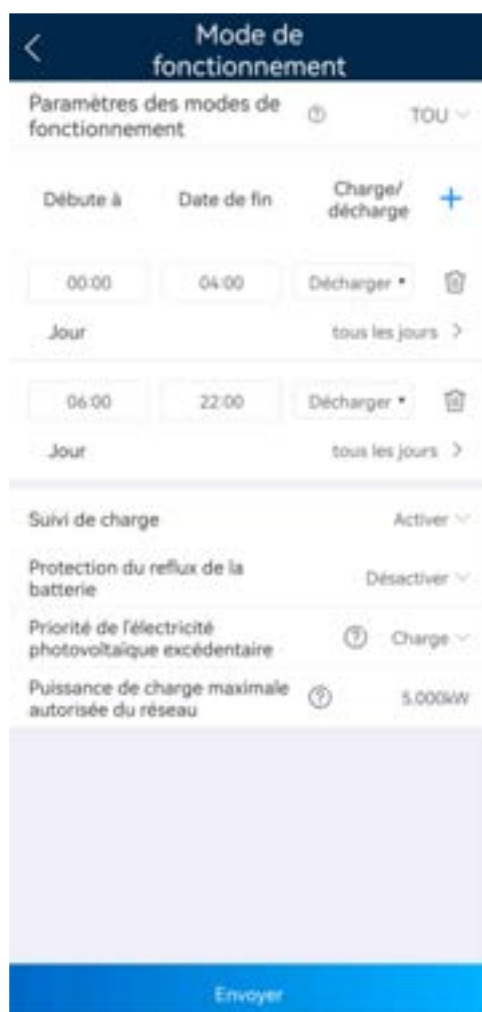 Mode de
fonctionnement
Paramètres des modes de
fonctionnement
TOU
Débute à
Date de fin
Charge/
décharge
00:00
04:00
Décharger
Jour
tous les jours
06:00
22:00
Décharger
Jour
tous les jours
Suivi de charge
Activer
Protection du reflux de la
batterie
Désactiver
Priorité de l'électricité
photovoltaïque excédentaire
Charge
Puissance de charge maximale
autorisée du réseau
5.000kW
Envoyer